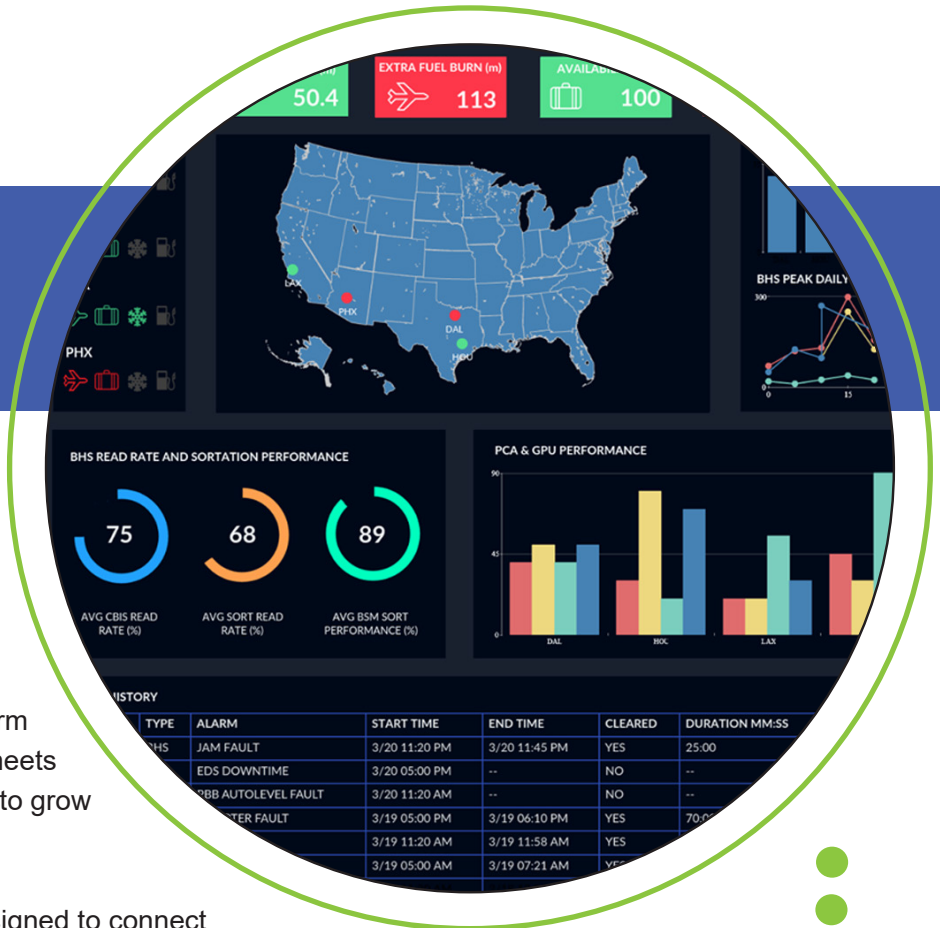 EXTRA FUEL BURN (m)
50.4
113
100
LAX
PHX
DAL
HOU
PHX
BHS PEAK DAILY
300
0
0
15
BHS READ RATE AND SORTATION PERFORMANCE
75
68
89
AVG CBIS READ
RATE (%)
AVG SORT READ
RATE (%)
AVG BSM SORT
PERFORMANCE (%)
PCA & GPU PERFORMANCE
90
45
0
DAL
HOU
LAX
TYPE ALARM START TIME END TIME CLEARED DURATION MM:SS
JAM FAULT 3/20 11:20 PM 3/20 11:45 PM YES 25:00
EDS DOWNTIME 3/20 05:00 PM -- NO --
PBB AUTOLEVEL FAULT 3/20 11:20 AM -- NO --
FAULT 3/19 05:00 PM 3/19 06:10 PM YES
3/19 11:20 AM 3/19 11:58 AM YES
3/19 05:00 AM 3/19 07:21 AM
to grow
to connect